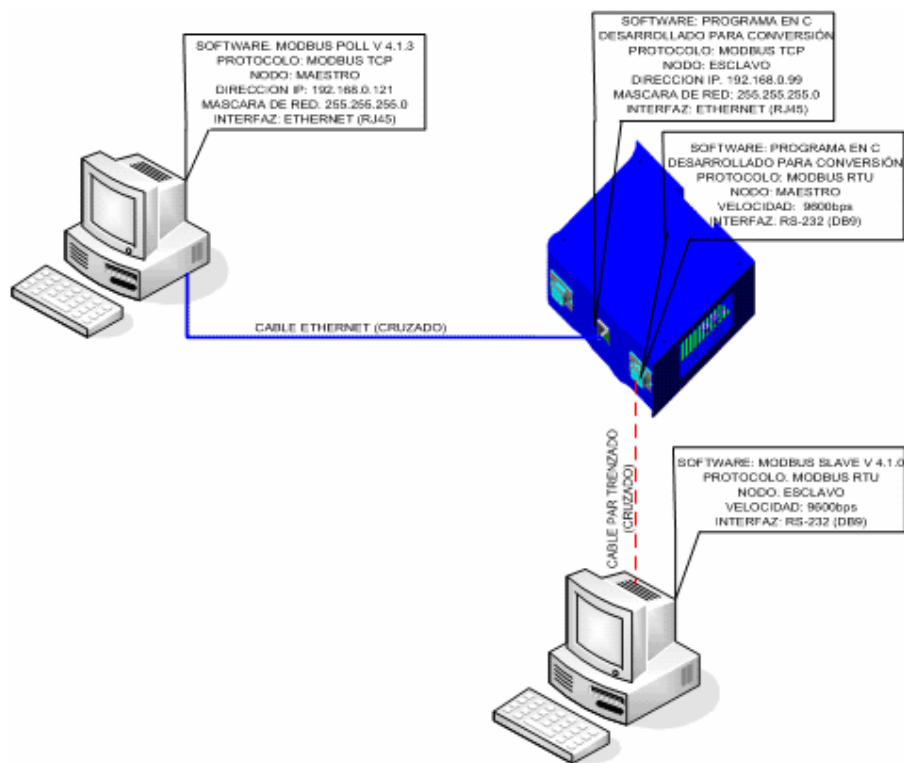 SOFTWARE: MODBUS POLL V 4.1.3
PROTOCOLO: MODBUS TCP
NODO: MAESTRO
DIRECCION IP: 192.168.0.121
MASCARA DE RED: 255.255.255.0
INTERFAZ: ETHERNET (RJ45)
SOFTWARE: PROGRAMA EN C
DESARROLLADO PARA CONVERSIÓN
PROTOCOLO: MODBUS TCP
NODO: ESCLAVO
DIRECCION IP: 192.168.0.99
MASCARA DE RED: 255.255.255.0
INTERFAZ: ETHERNET (RJ45)
SOFTWARE: PROGRAMA EN C
DESARROLLADO PARA CONVERSIÓN
PROTOCOLO: MODBUS RTU
NODO: MAESTRO
VELOCIDAD: 9600bps
INTERFAZ: RS-232 (DB9)
CABLE ETHERNET (CRUZADO)
CABLE PAR TRENZADO
(CRUZADO)
SOFTWARE: MODBUS SLAVE V 4.1.0
PROTOCOLO: MODBUS RTU
NODO: ESCLAVO
VELOCIDAD: 9600bps
INTERFAZ: RS-232 (DB9)